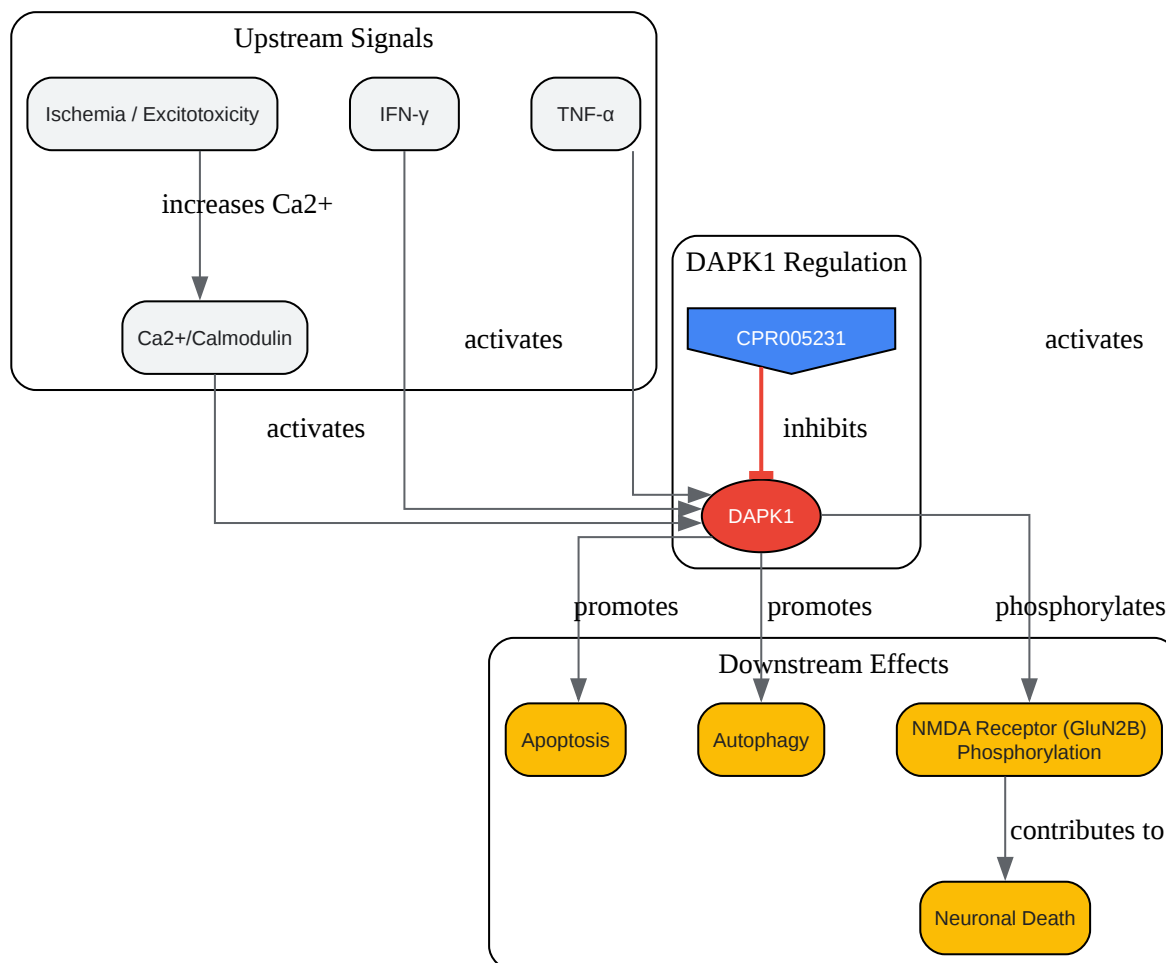 Upstream Signals
Ischemia / Excitotoxicity
IFN-γ
TNF-α
increases Ca2+
DAPK1 Regulation
Ca2+/Calmodulin
activates
CPR005231
activates
activates
inhibits
DAPK1
promotes
promotes
phosphorylates
Downstream Effects
Apoptosis
Autophagy
NMDA Receptor (GluN2B)
Phosphorylation
contributes to
Neuronal Death